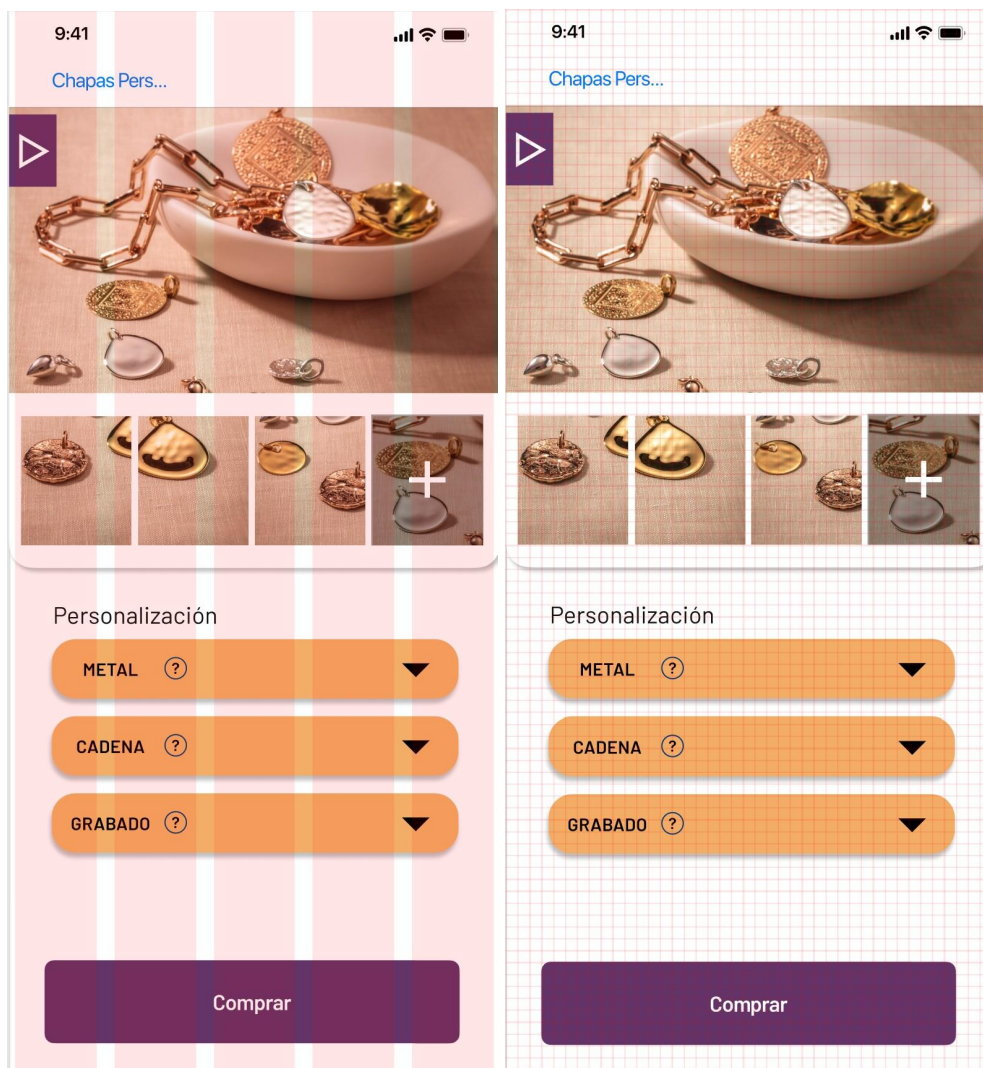 9:41
Chapas Pers...
Personalización
METAL ?
CADENA ?
GRABADO ?
Comprar
9:41
Chapas Pers...
Personalización
METAL ?
CADENA ?
GRABADO ?
Comprar